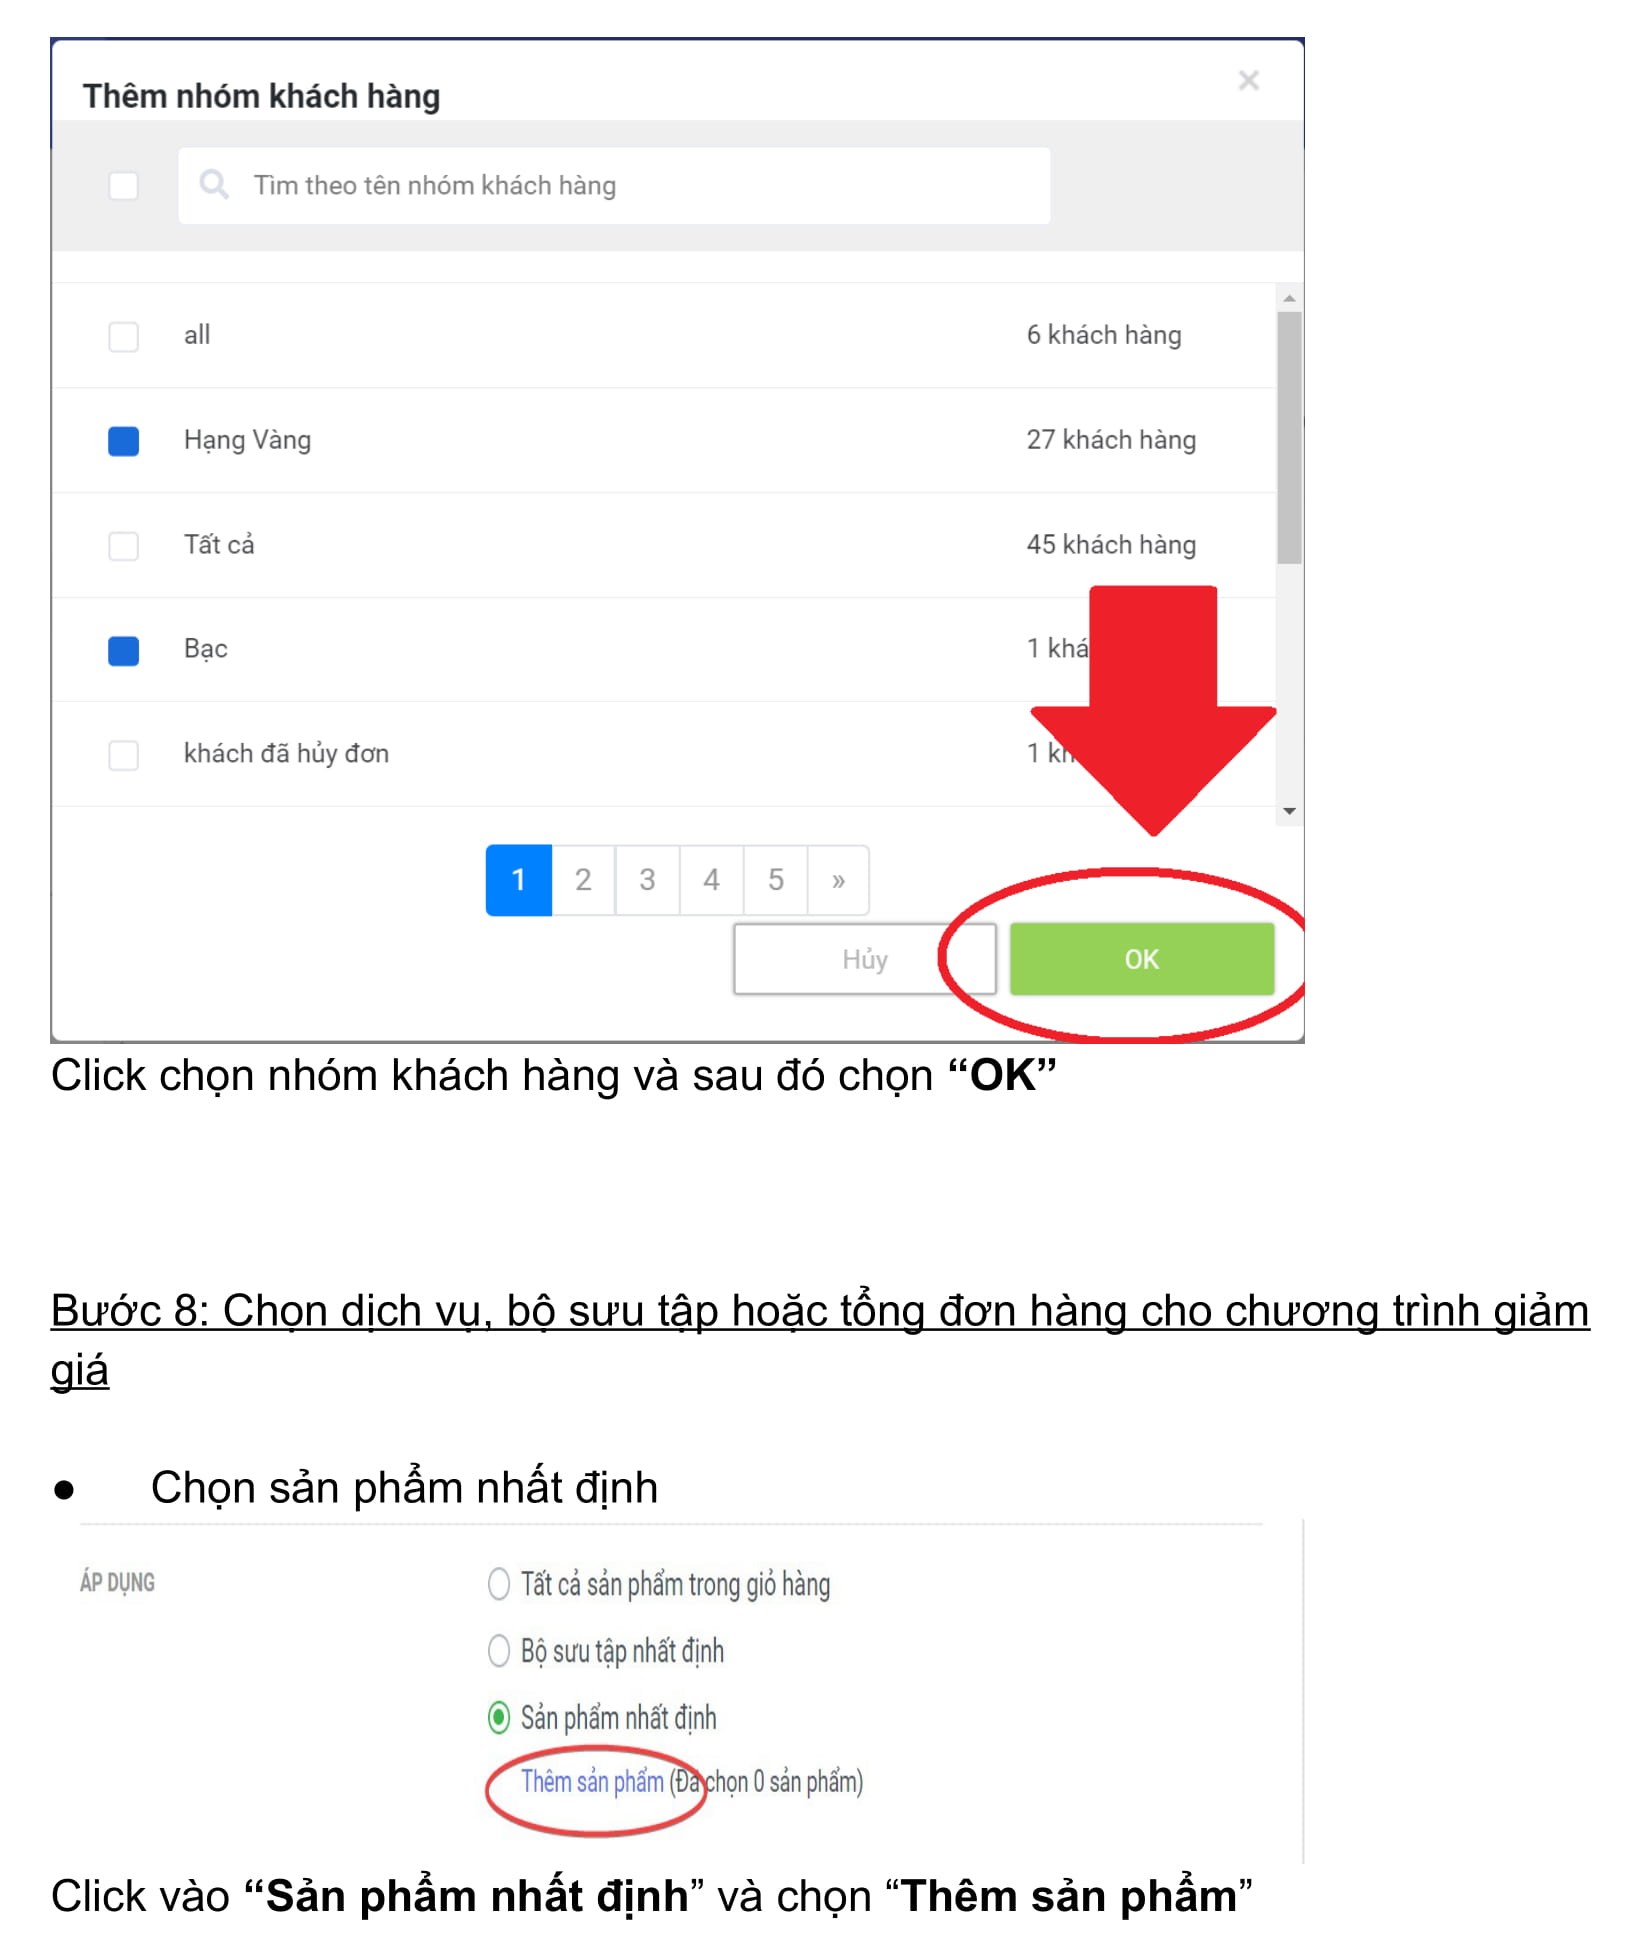 Thêm nhóm khách hàng
×
Tìm theo tên nhóm khách hàng
all 6 khách hàng
Hạng Vàng 27 khách hàng
Tất cả 45 khách hàng
Bạc 1
khách đã hủy đơn 1
1 2 3 4 5 »
Hủy OK
Click chọn nhóm khách hàng và sau đó chọn “OK”
Bước 8: Chọn dịch vụ, bộ sưu tập hoặc tổng đơn hàng cho chương trình giảm
giá
● Chọn sản phẩm nhất định
ÁP DỤNG Tất cả sản phẩm trong giỏ hàng
Bộ sưu tập nhất định
Sản phẩm nhất định
Thêm sản phẩm (Đã chọn 0 sản phẩm)
Click vào “Sản phẩm nhất định” và chọn “Thêm sản phẩm”